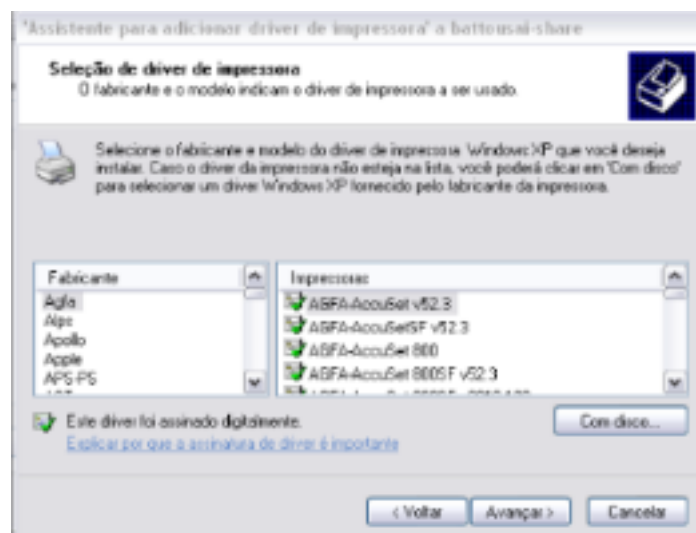 'Assistente para adicionar driver de impressora' a battousai-share
Seleção de driver de impressora
O fabricante e o modelo indicam o driver de impressora a ser usado.
Selecione o fabricante e modelo do driver de impressora Windows XP que você deseja
instalar. Caso o driver da impressora não esteja na lista, você poderá clicar em 'Com disco'
para selecionar um driver Windows XP fornecido pelo fabricante da impressora.
Fabricante
Agfa
Alps
Apollo
Apple
APS-PS
Impressoras
AGFA-AccuSet v52.3
AGFA-AccuSetSF v52.3
AGFA-AccuSet 800
AGFA-AccuSet 800SF v52.3
Este driver foi assinado digitalmente.
Explicar por que a assinatura de driver é importante
Com disco...
< Voltar
Avançar >
Cancelar